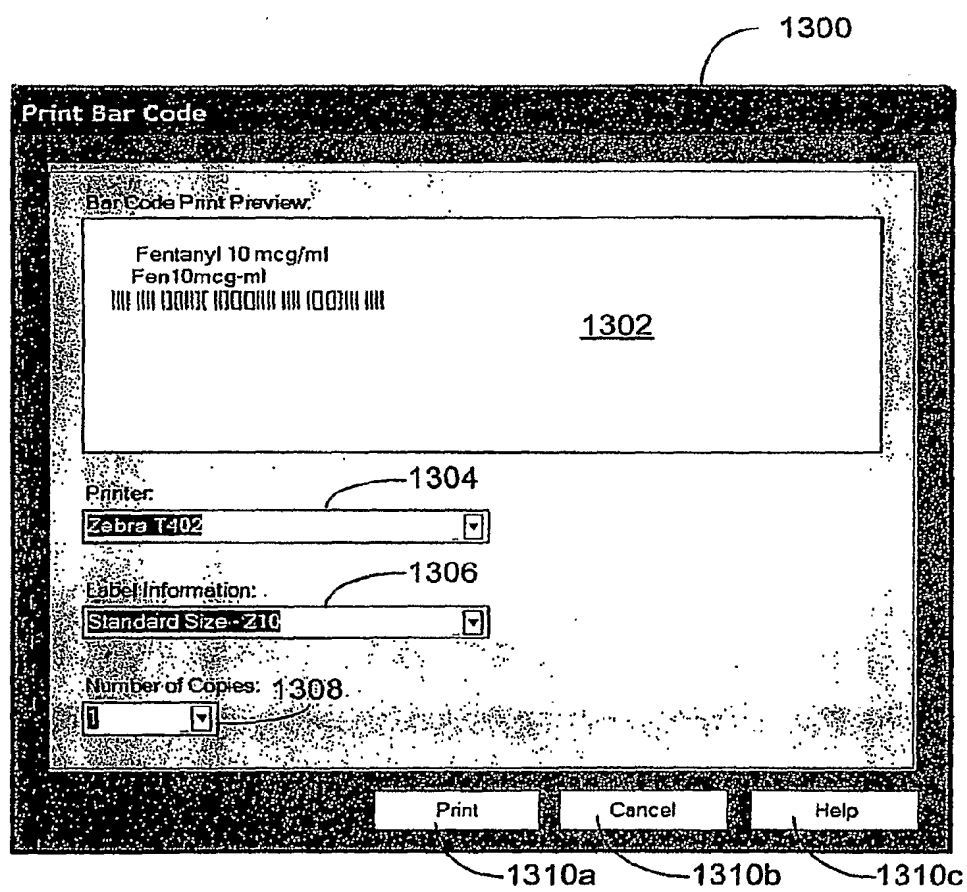 1300
Print Bar Code
Bar Code Print Preview:
Fentanyl 10 mcg/ml
Fen10mcg-ml
1302
1304
Printer:
Zebra T402
1306
Label Information:
Standard Size - Z10
Number of Copies: 1308
1
Print Cancel Help
1310a 1310b 1310c